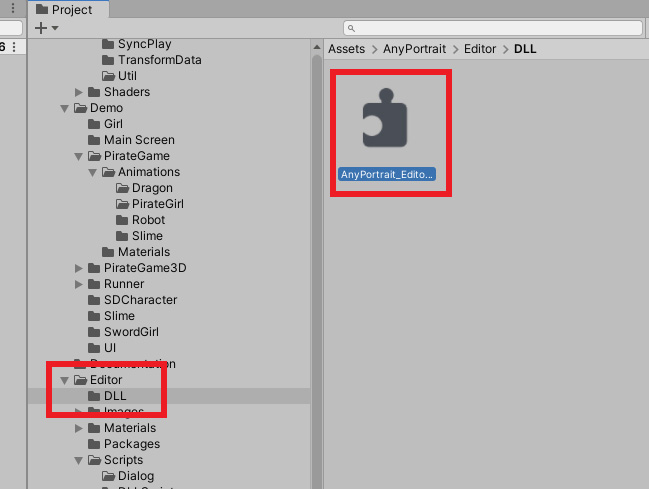 Project
6
SyncPlay
TransformData
Util
Shaders
Demo
Girl
Main Screen
PirateGame
Animations
Dragon
PirateGirl
Robot
Slime
Materials
PirateGame3D
Runner
SDCharacter
Slime
SwordGirl
UI
Documentation
Editor
DLL
Images
Materials
Packages
Scripts
Dialog
Assets > AnyPortrait > Editor > DLL
AnyPortrait_Edito...